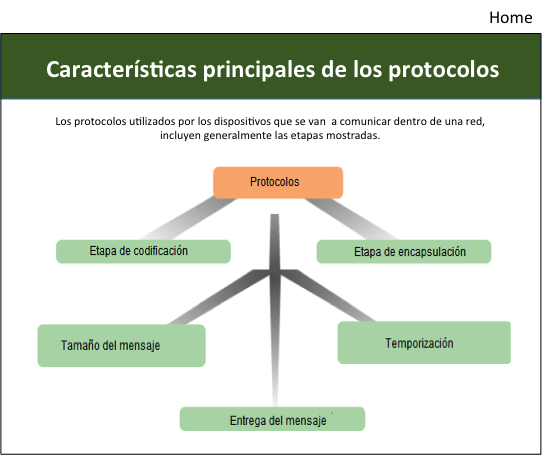 Home
Características principales de los protocolos
Los protocolos utilizados por los dispositivos que se van a comunicar dentro de una red,
incluyen generalmente las etapas mostradas.
Protocolos
Etapa de codificación
Etapa de encapsulación
Tamaño del mensaje
Temporización
Entrega del mensaje